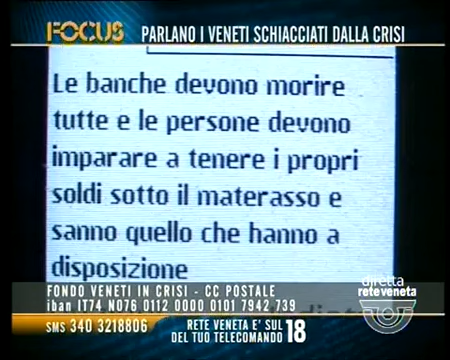 FOCUS
PARLANO I VENETI SCHIACCIATI DALLA CRISI
Le banche devono morire
tutte e le persone devono
imparare a tenere i propri
soldi sotto il materasso e
sanno quello che hanno a
disposizione
diretta
reteveneta
FONDO VENETI IN CRISI - CC POSTALE
iban IT74 N076 0112 0000 0101 7942 739
SMS 340 3218806
RETE VENETA E' SUL
DEL TUO TELECOMANDO
18